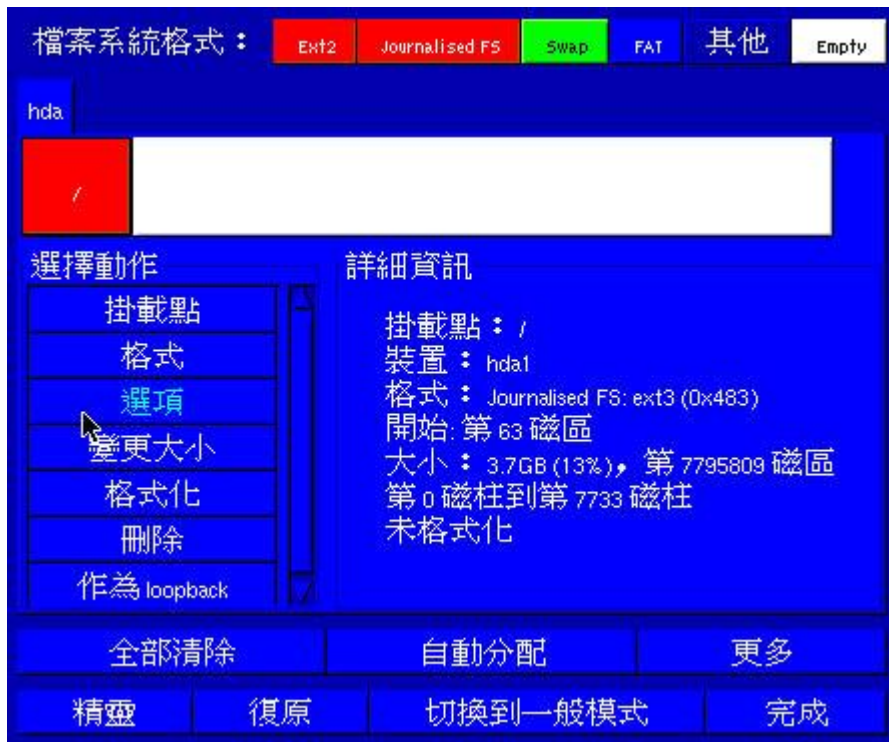 檔案系統格式： Ext2 Journalised FS Swap FAT 其他 Empty
hda
/
選擇動作
掛載點
格式
選項
變更大小
格式化
刪除
作為 loopback
詳細資訊
掛載點：/
裝置：hda1
格式：Journalised FS: ext3 (0x483)
開始: 第 63 磁區
大小：3.7GB (13%)，第 7795809 磁區
第 0 磁柱到第 7733 磁柱
未格式化
全部清除 自動分配 更多
精靈 復原 切換到一般模式 完成